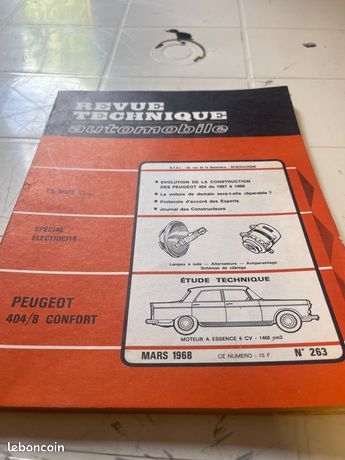 REVUE
TECHNIQUE
automobile
• EVOLUTION DE LA CONSTRUCTION
DES PEUGEOT 404 de 1967 à 1968
• La voiture de demain sera-t-elle réparable ?
• Protocole d'accord des Experts
• Journal des Constructeurs
SPÉCIAL
ÉLECTRICITÉ
Lampes à iode - Alternateurs - Antiparasitage
Schémas de câblage
ÉTUDE TECHNIQUE
PEUGEOT
404/8 CONFORT
MOTEUR A ESSENCE 8 CV - 1468 cm3
MARS 1968
CE NUMERO : 15 F
N° 263
leboncoin